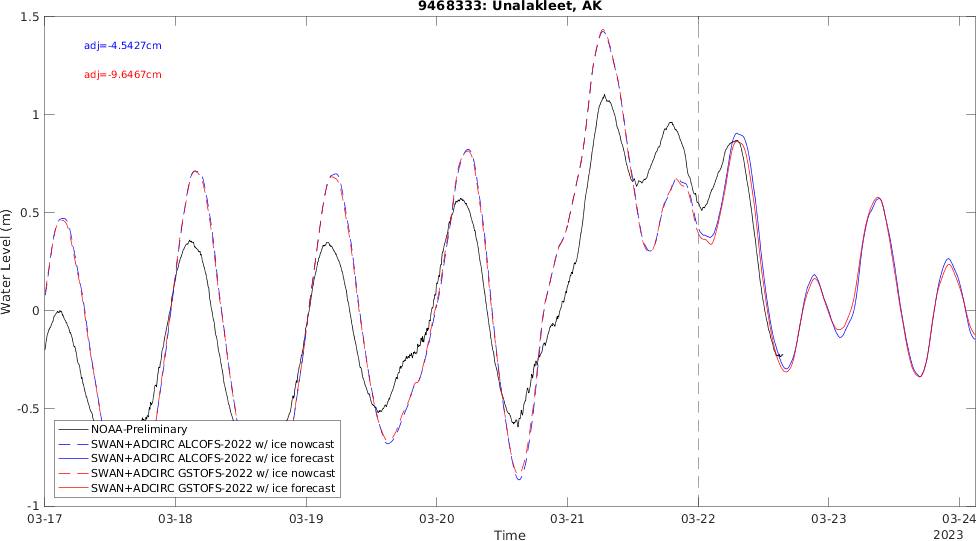 9468333: Unalakleet, AK
1.5
adj=-4.5427cm
adj=-9.6467cm
1
0.5
Water Level (m)
0
-0.5
NOAA-Preliminary
SWAN+ADCIRC ALCOFS-2022 w/ ice nowcast
SWAN+ADCIRC ALCOFS-2022 w/ ice forecast
SWAN+ADCIRC GSTOFS-2022 w/ ice nowcast
SWAN+ADCIRC GSTOFS-2022 w/ ice forecast
-1
03-17 03-18 03-19 03-20 03-21 03-22 03-23 03-24
Time
2023